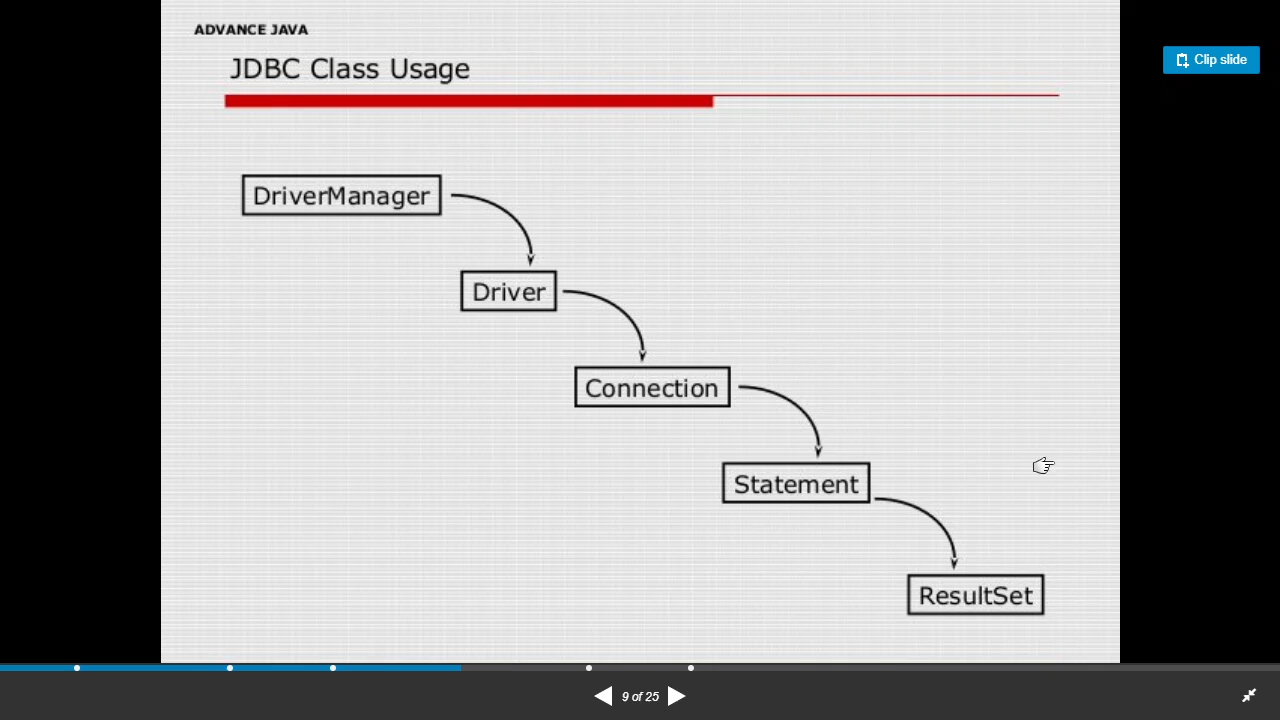 ADVANCE JAVA
JDBC Class Usage
Clip slide
DriverManager
Driver
Connection
Statement
ResultSet
9 of 25